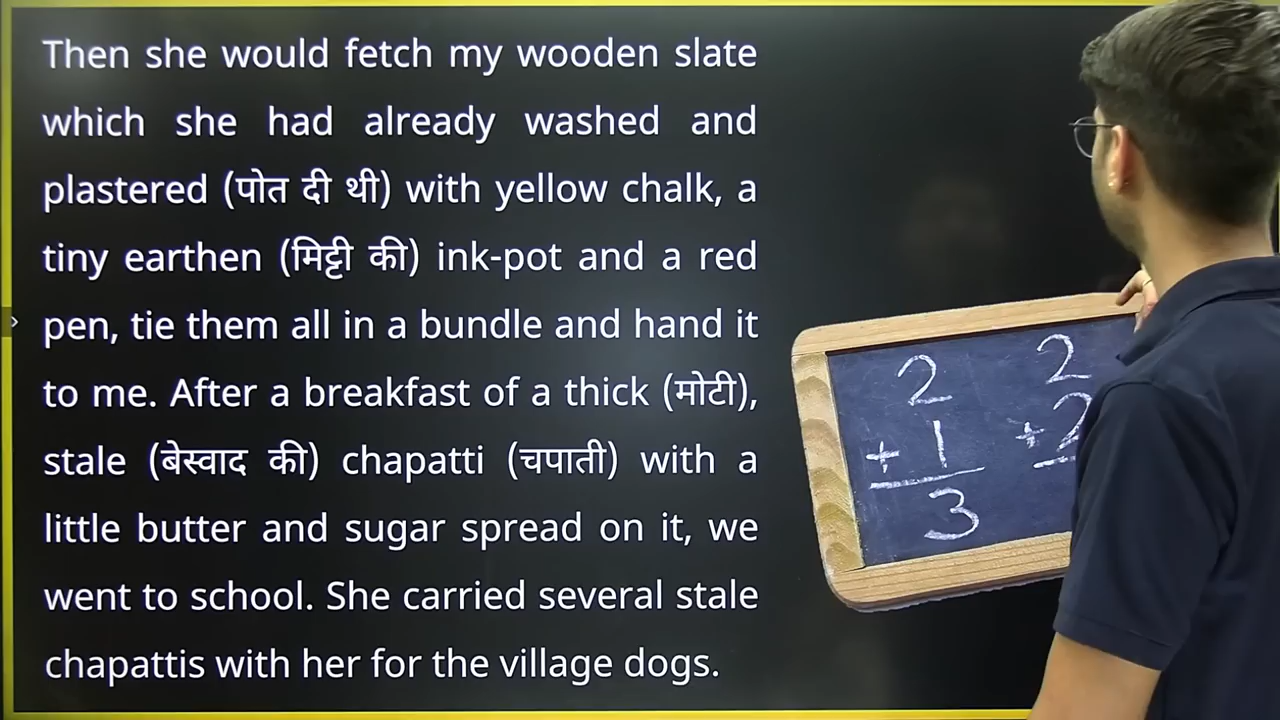 Then she would fetch my wooden slate
which she had already washed and
plastered (पोत दी थी) with yellow chalk, a
tiny earthen (मिट्टी की) ink-pot and a red
pen, tie them all in a bundle and hand it
to me. After a breakfast of a thick (मोटी),
stale (बेस्वाद की) chapatti (चपाती) with a
little butter and sugar spread on it, we
went to school. She carried several stale
chapattis with her for the village dogs.
2
+ 1
3
2
+ 2